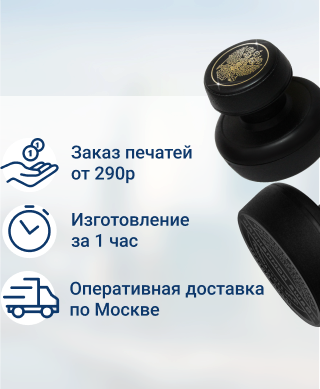 Заказ печатей
от 290р
Изготовление
за 1 час
Оперативная доставка
по Москве